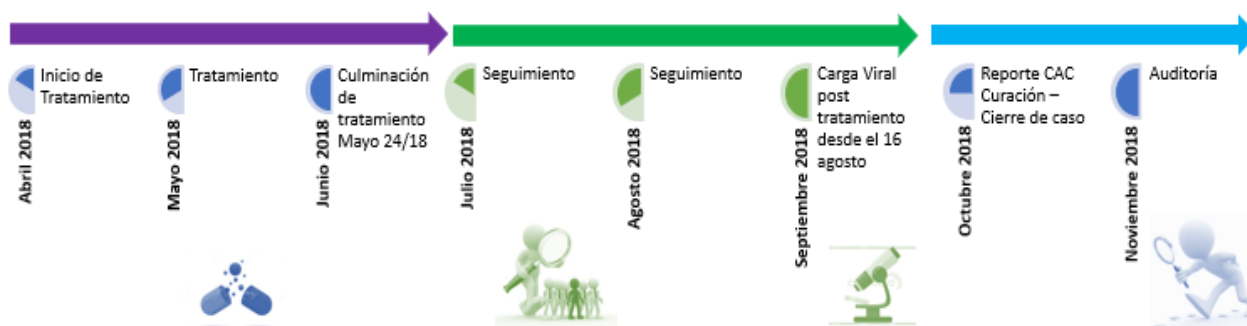 Inicio de
Tratamiento
Abril 2018
Tratamiento
Mayo 2018
Culminación
de
tratamiento
Mayo 24/18
Junio 2018
Seguimiento
Julio 2018
Seguimiento
Agosto 2018
Carga Viral
post
tratamiento
desde el 16
agosto
Septiembre 2018
Reporte CAC
Curación –
Cierre de caso
Octubre 2018
Auditoría
Noviembre 2018